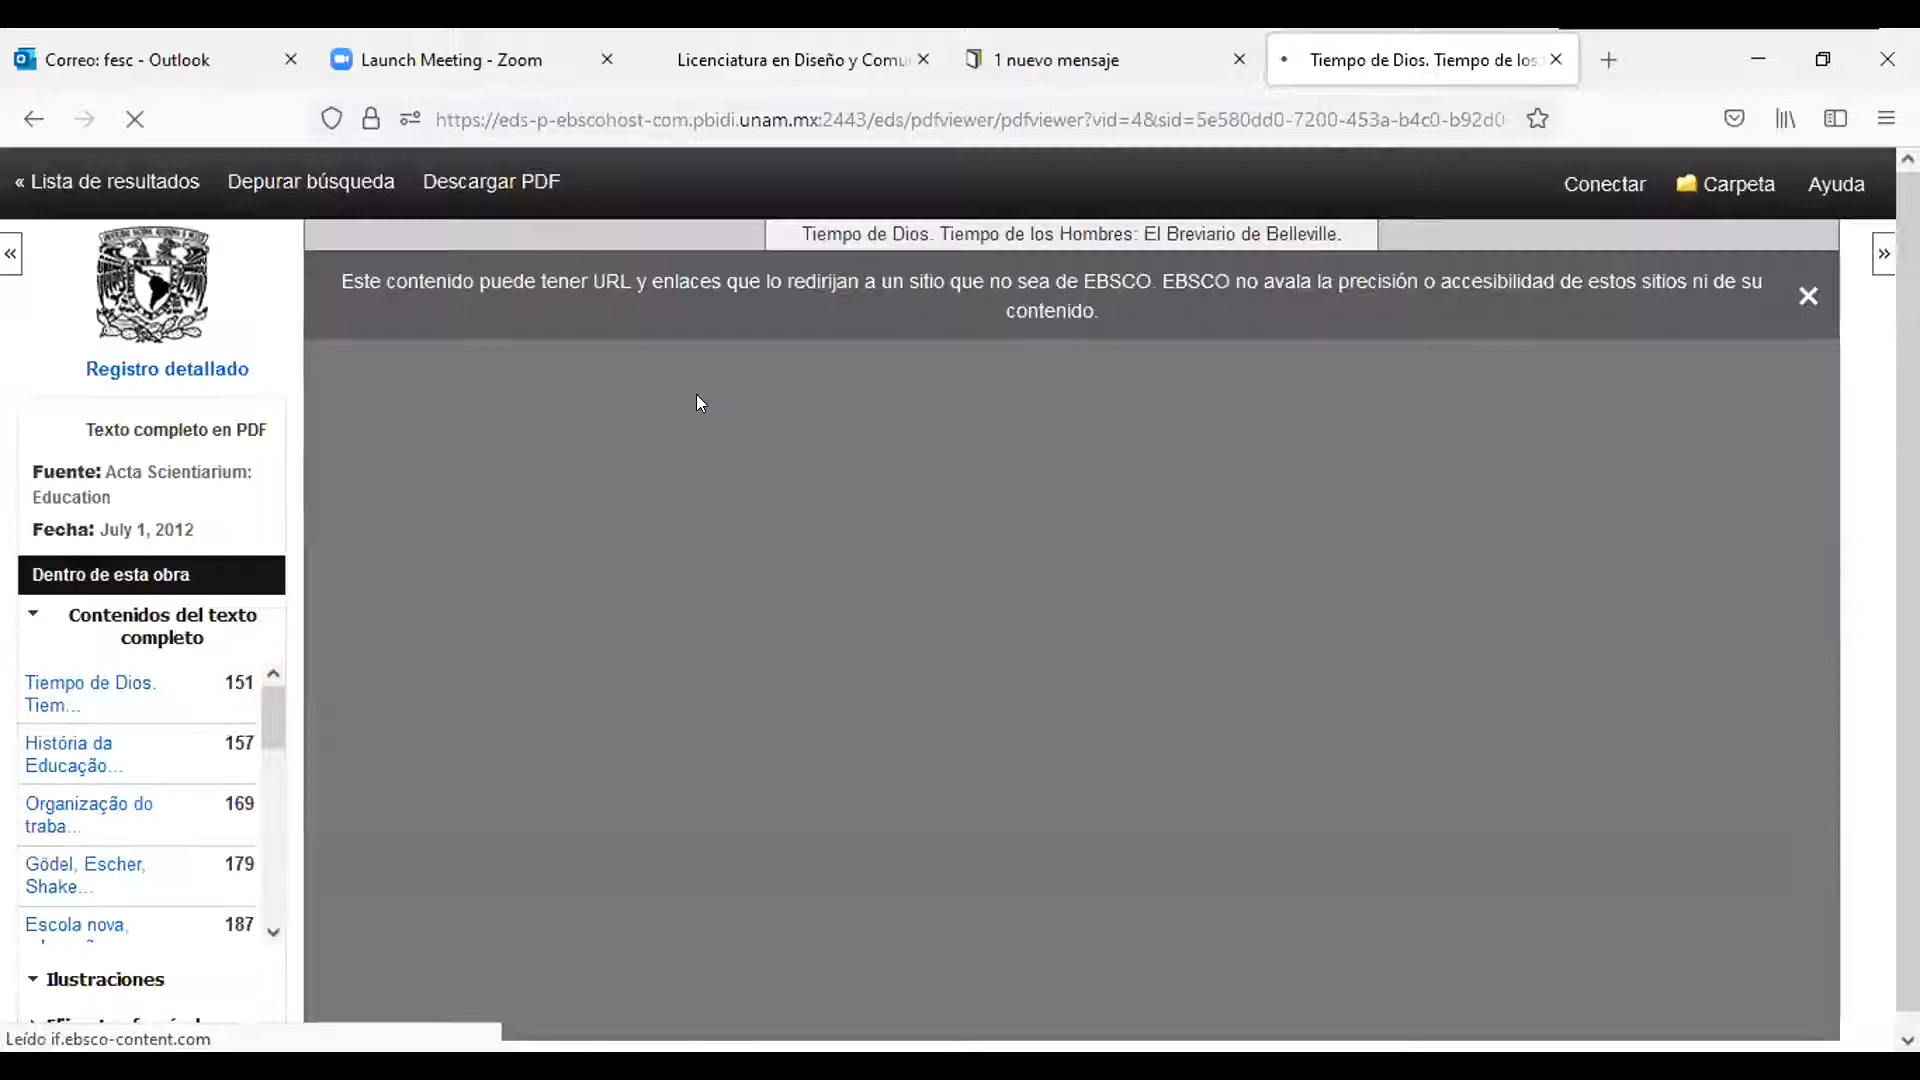 Correo: fesc - Outlook
Launch Meeting - Zoom
Licenciatura en Diseño y Comu
1 nuevo mensaje
Tiempo de Dios. Tiempo de los
https://eds-p-ebscohost-com.pbidi.unam.mx:2443/eds/pdfviewer/pdfviewer?vid=4&sid=5e580dd0-7200-453a-b4c0-b92d0
« Lista de resultados
Depurar búsqueda
Descargar PDF
Conectar
Carpeta
Ayuda
Tiempo de Dios. Tiempo de los Hombres: El Breviario de Belleville.
Este contenido puede tener URL y enlaces que lo redirijan a un sitio que no sea de EBSCO. EBSCO no avala la precisión o accesibilidad de estos sitios ni de su
contenido.
Registro detallado
Texto completo en PDF
Fuente: Acta Scientiarium:
Education
Fecha: July 1, 2012
Dentro de esta obra
Contenidos del texto
completo
Tiempo de Dios. 151
Tiem...
História da 157
Educação...
Organização do 169
traba...
Gödel, Escher, 179
Shake...
Escola nova, 187
Ilustraciones
Leído if.ebsco-content.com